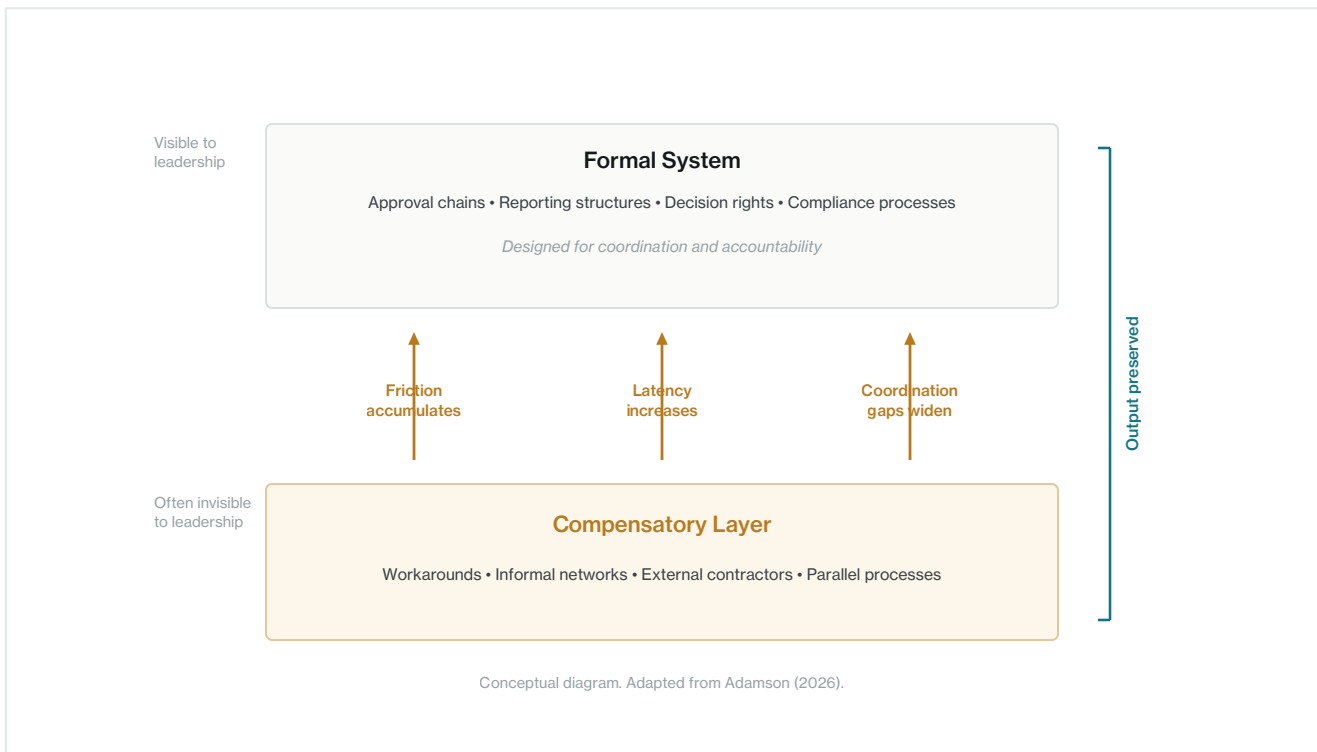 Visible to
leadership
Formal System
Approval chains • Reporting structures • Decision rights • Compliance processes
Designed for coordination and accountability
Friction
accumulates
Latency
increases
Coordination
gaps widen
Output preserved
Often invisible
to leadership
Compensatory Layer
Workarounds • Informal networks • External contractors • Parallel processes
Conceptual diagram. Adapted from Adamson (2026).